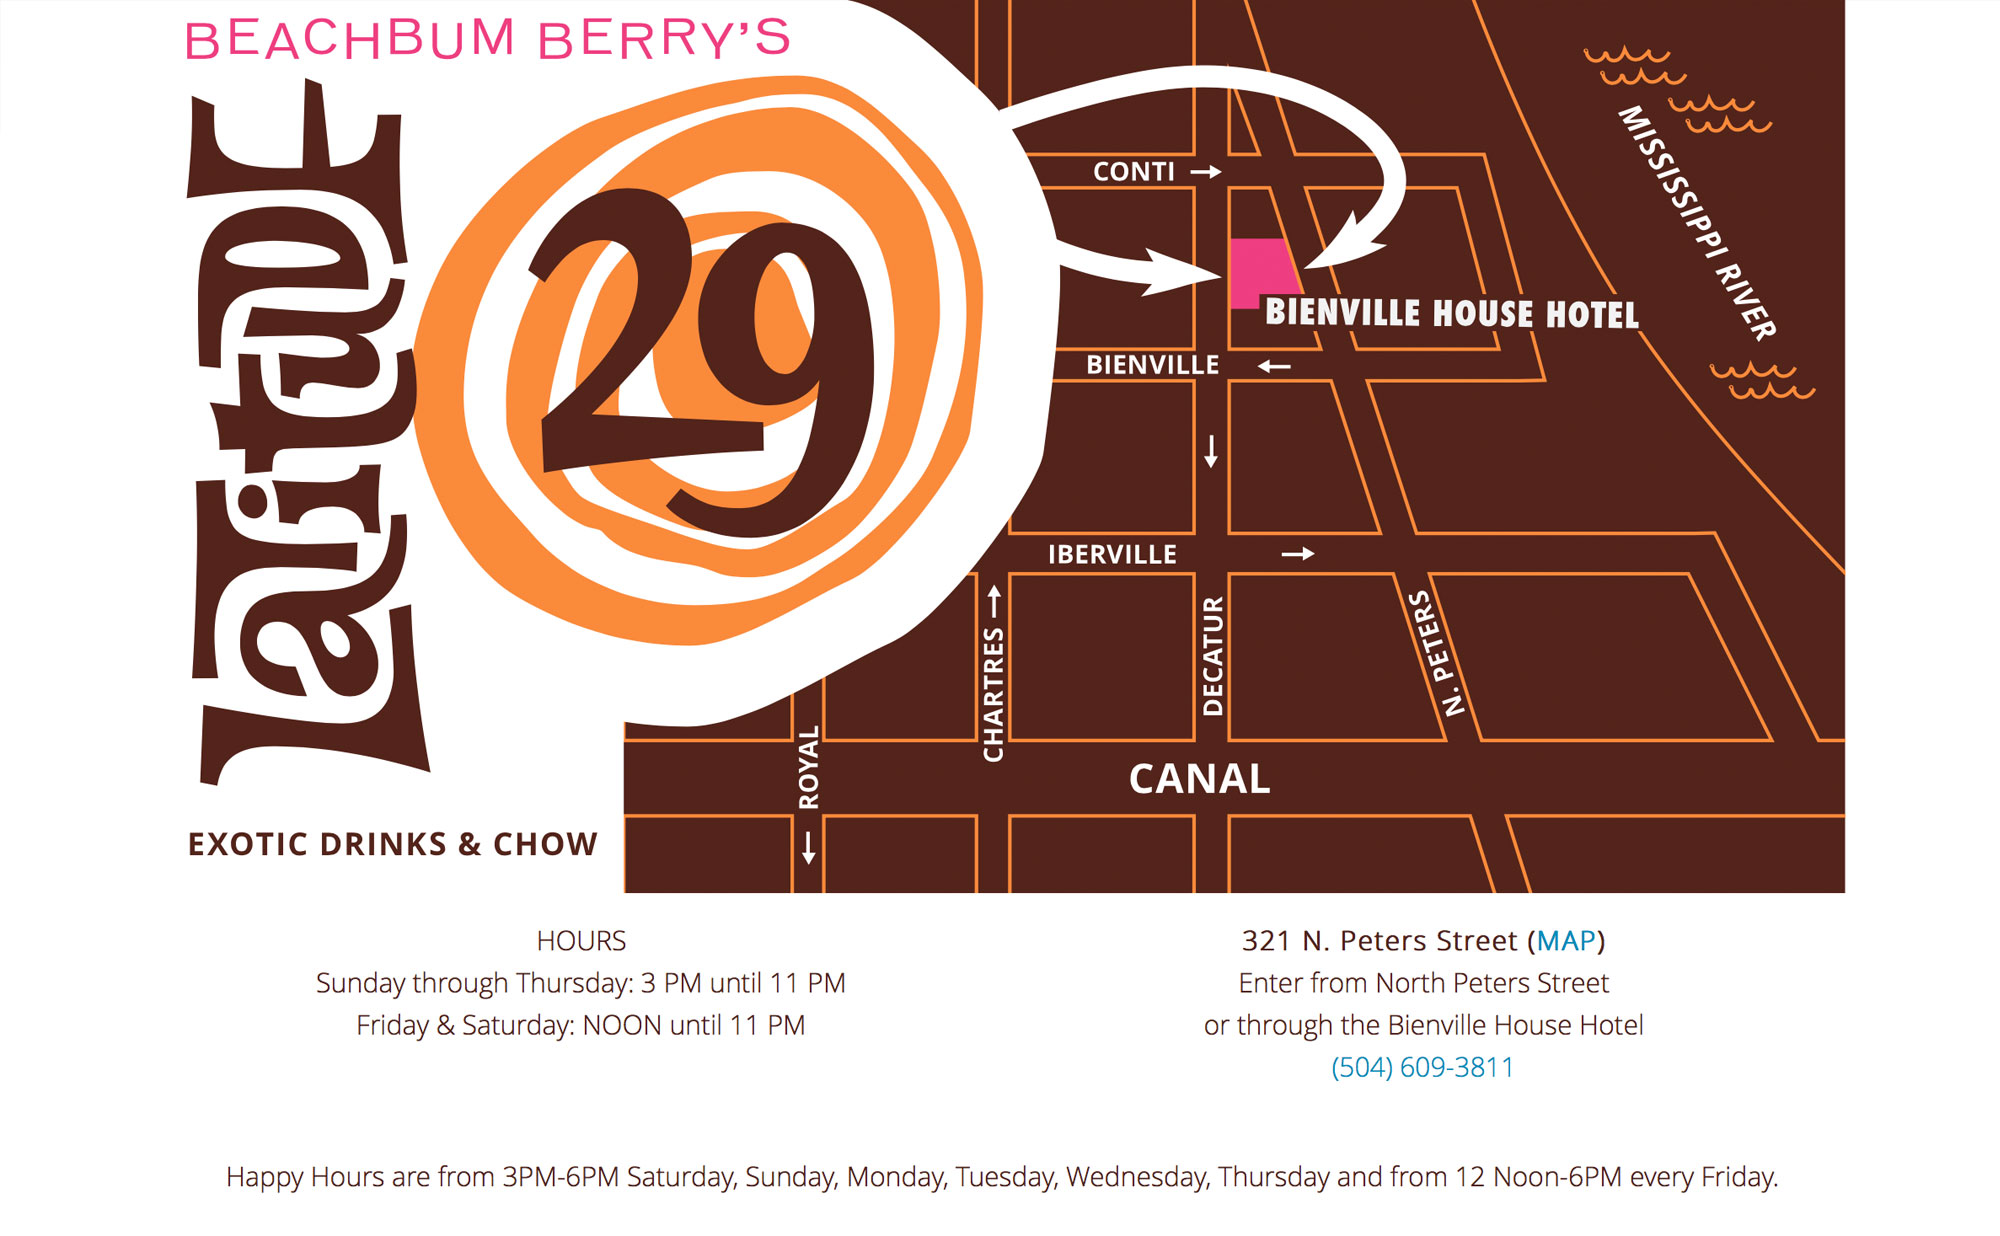 BEACHBUM BERRY'S
LATITUDE
29
EXOTIC DRINKS & CHOW
CONTI
MISSISSIPPI RIVER
BIENVILLE HOUSE HOTEL
BIENVILLE
IBERVILLE
ROYAL
CHARTRES
DECATUR
N. PETERS
CANAL
HOURS
Sunday through Thursday: 3 PM until 11 PM
Friday & Saturday: NOON until 11 PM
321 N. Peters Street (MAP)
Enter from North Peters Street
or through the Bienville House Hotel
(504) 609-3811
Happy Hours are from 3PM-6PM Saturday, Sunday, Monday, Tuesday, Wednesday, Thursday and from 12 Noon-6PM every Friday.